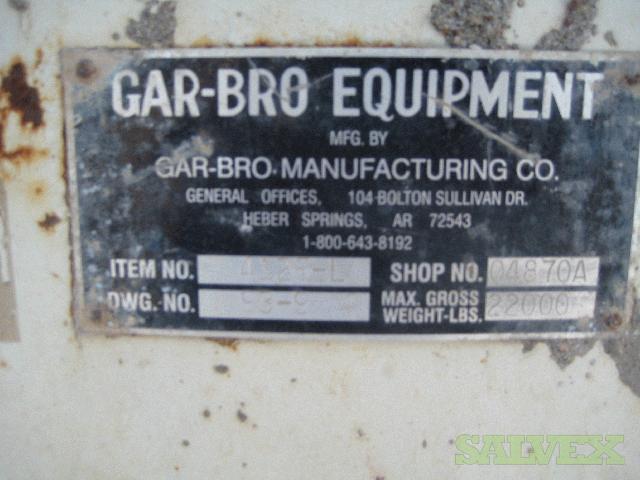 GAR-BRO EQUIPMENT
MFG. BY
GAR-BRO MANUFACTURING CO.
GENERAL OFFICES, 104 BOLTON SULLIVAN DR.
HEBER SPRINGS, AR 72543
1-800-643-8192
ITEM NO. SHOP NO. 04870A
DWG. NO. MAX. GROSS WEIGHT-LBS. 22000
SALVEX